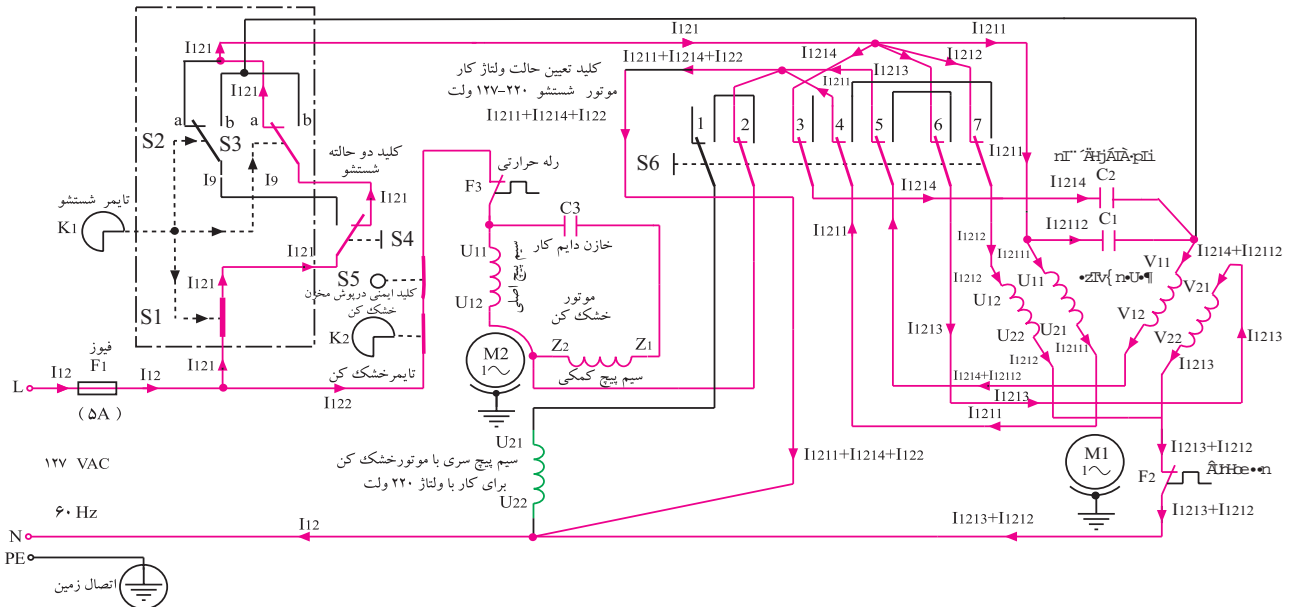 I121
I121
I1211
I1211+I1214+I122
I1214
I1212
I1213
I1211
کلید تعیین حالت ولتاژ کار
موتور شستشو ۲۲۰-۱۲۷ ولت
I1211+I1214+I122
I121
a
b
a
b
S2
S3
I9
I9
کلید دو حالته
شستشو
تایمر شستشو
K1
I121
S4
I121
I121
S1
I121
S5
کلید ایمنی درپوش مخزن
خشک کن
K2
تایمرخشک کن
رله حرارتی
F3
C3
خازن دایم کار
U11
U12
سیم پیچ اصلی
موتور
خشک کن
M2
1~
Z2
Z1
سیم پیچ کمکی
1
2
3
4
5
6
7
S6
I1211
I1214
I1211
I1214
C2
I12112
C1
I1212
I12111
I1212
U12
U11
I1214+I12112
V11
V21
V12
V22
U22
U21
I1212
I12111
I1213
I1213
I1213
I1214+I12112
I1213
I1211
فیوز
F1
L
I12
I12
(۵A)
I122
U21
سیم پیچ سری با موتورخشک کن
برای کار با ولتاژ ۲۲۰ ولت
U22
I1211+I1214+I122
M1
1~
F2
I1213+I1212
I1213+I1212
I1213+I1212
۱۲۷ VAC
۶۰ Hz
N
I12
PE
اتصال زمین